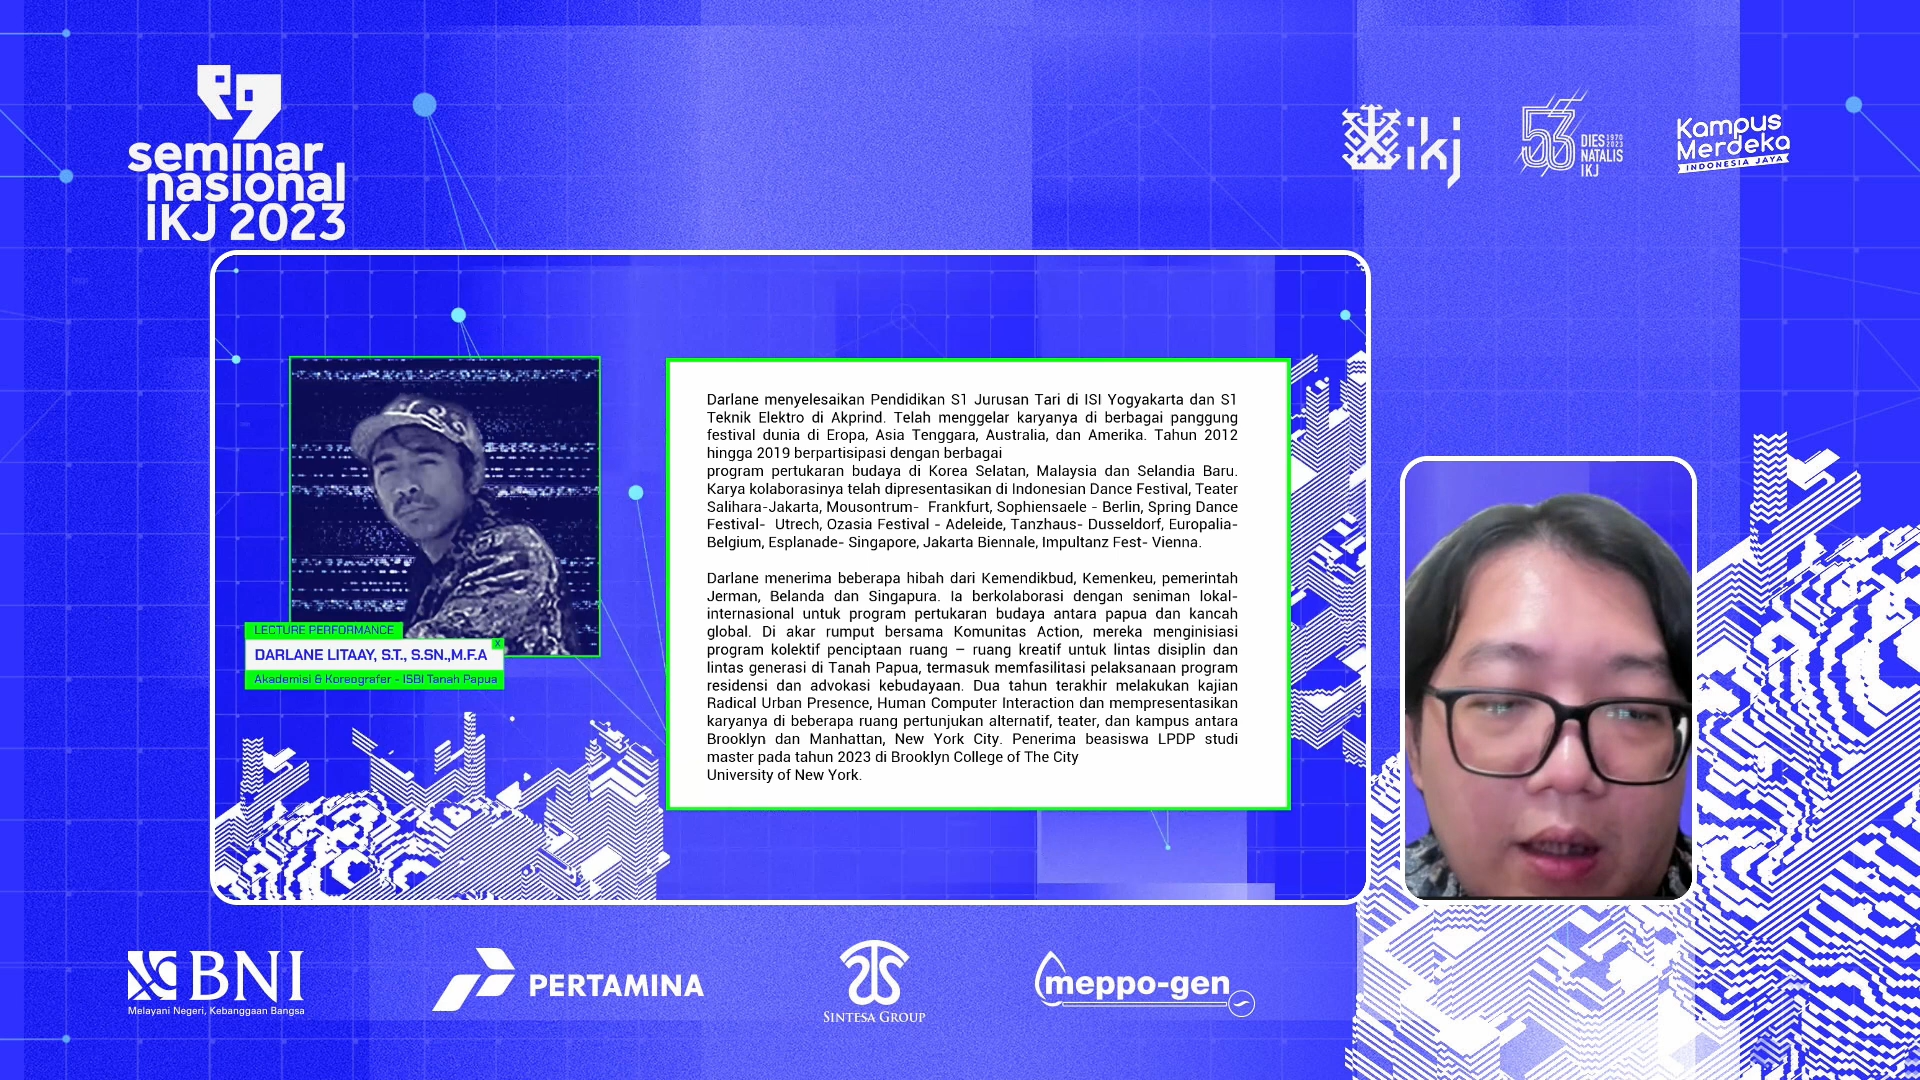 seminar
nasional
IKJ 2023
ikj
53
DIES 1970
NATALIS 2023
IKJ
Kampus
Merdeka
INDONESIA JAYA
LECTURE PERFORMANCE
X
DARLANE LITAAY, S.T., S.SN.,M.F.A
Akademisi & Koreografer - ISBI Tanah Papua
Darlane menyelesaikan Pendidikan S1 Jurusan Tari di ISI Yogyakarta dan S1
Teknik Elektro di Akprind. Telah menggelar karyanya di berbagai panggung
festival dunia di Eropa, Asia Tenggara, Australia, dan Amerika. Tahun 2012
hingga 2019 berpartisipasi dengan berbagai
program pertukaran budaya di Korea Selatan, Malaysia dan Selandia Baru.
Karya kolaborasinya telah dipresentasikan di Indonesian Dance Festival, Teater
Salihara-Jakarta, Mousontrum- Frankfurt, Sophiensaele - Berlin, Spring Dance
Festival- Utrech, Ozasia Festival - Adeleide, Tanzhaus- Dusseldorf, Europalia-
Belgium, Esplanade- Singapore, Jakarta Biennale, Impultanz Fest- Vienna.
Darlane menerima beberapa hibah dari Kemendikbud, Kemenkeu, pemerintah
Jerman, Belanda dan Singapura. Ia berkolaborasi dengan seniman lokal-
internasional untuk program pertukaran budaya antara papua dan kancah
global. Di akar rumput bersama Komunitas Action, mereka menginisiasi
program kolektif penciptaan ruang – ruang kreatif untuk lintas disiplin dan
lintas generasi di Tanah Papua, termasuk memfasilitasi pelaksanaan program
residensi dan advokasi kebudayaan. Dua tahun terakhir melakukan kajian
Radical Urban Presence, Human Computer Interaction dan mempresentasikan
karyanya di beberapa ruang pertunjukan alternatif, teater, dan kampus antara
Brooklyn dan Manhattan, New York City. Penerima beasiswa LPDP studi
master pada tahun 2023 di Brooklyn College of The City
University of New York.
BNI
Melayani Negeri, Kebanggaan Bangsa
PERTAMINA
SINTESA GROUP
meppo-gen